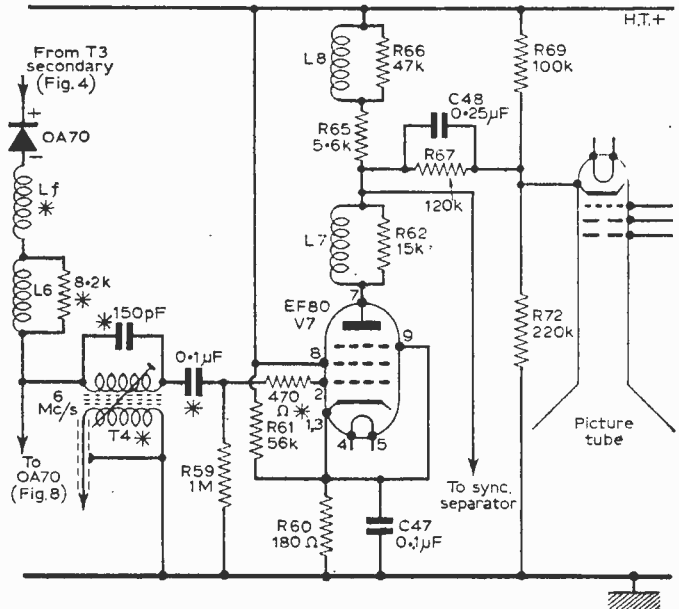 H.T.+
From T3
secondary
(Fig. 4)
+
OA70
−
Lf
*
L6
8·2k
*
*
150pF
0·1µF
*
6
Mc/s
T4*
To
OA70
(Fig. 8)
R59
1M
470
Ω *
R61
56k
R60
180 Ω
C47
0·1µF
L8
R66
47k
R65
5·6k
C48
0·25µF
R67
120k
L7
R62
15k
EF80
V7
7
8
9
2
1,3
4
5
To sync.
separator
R69
100k
R72
220k
Picture
tube